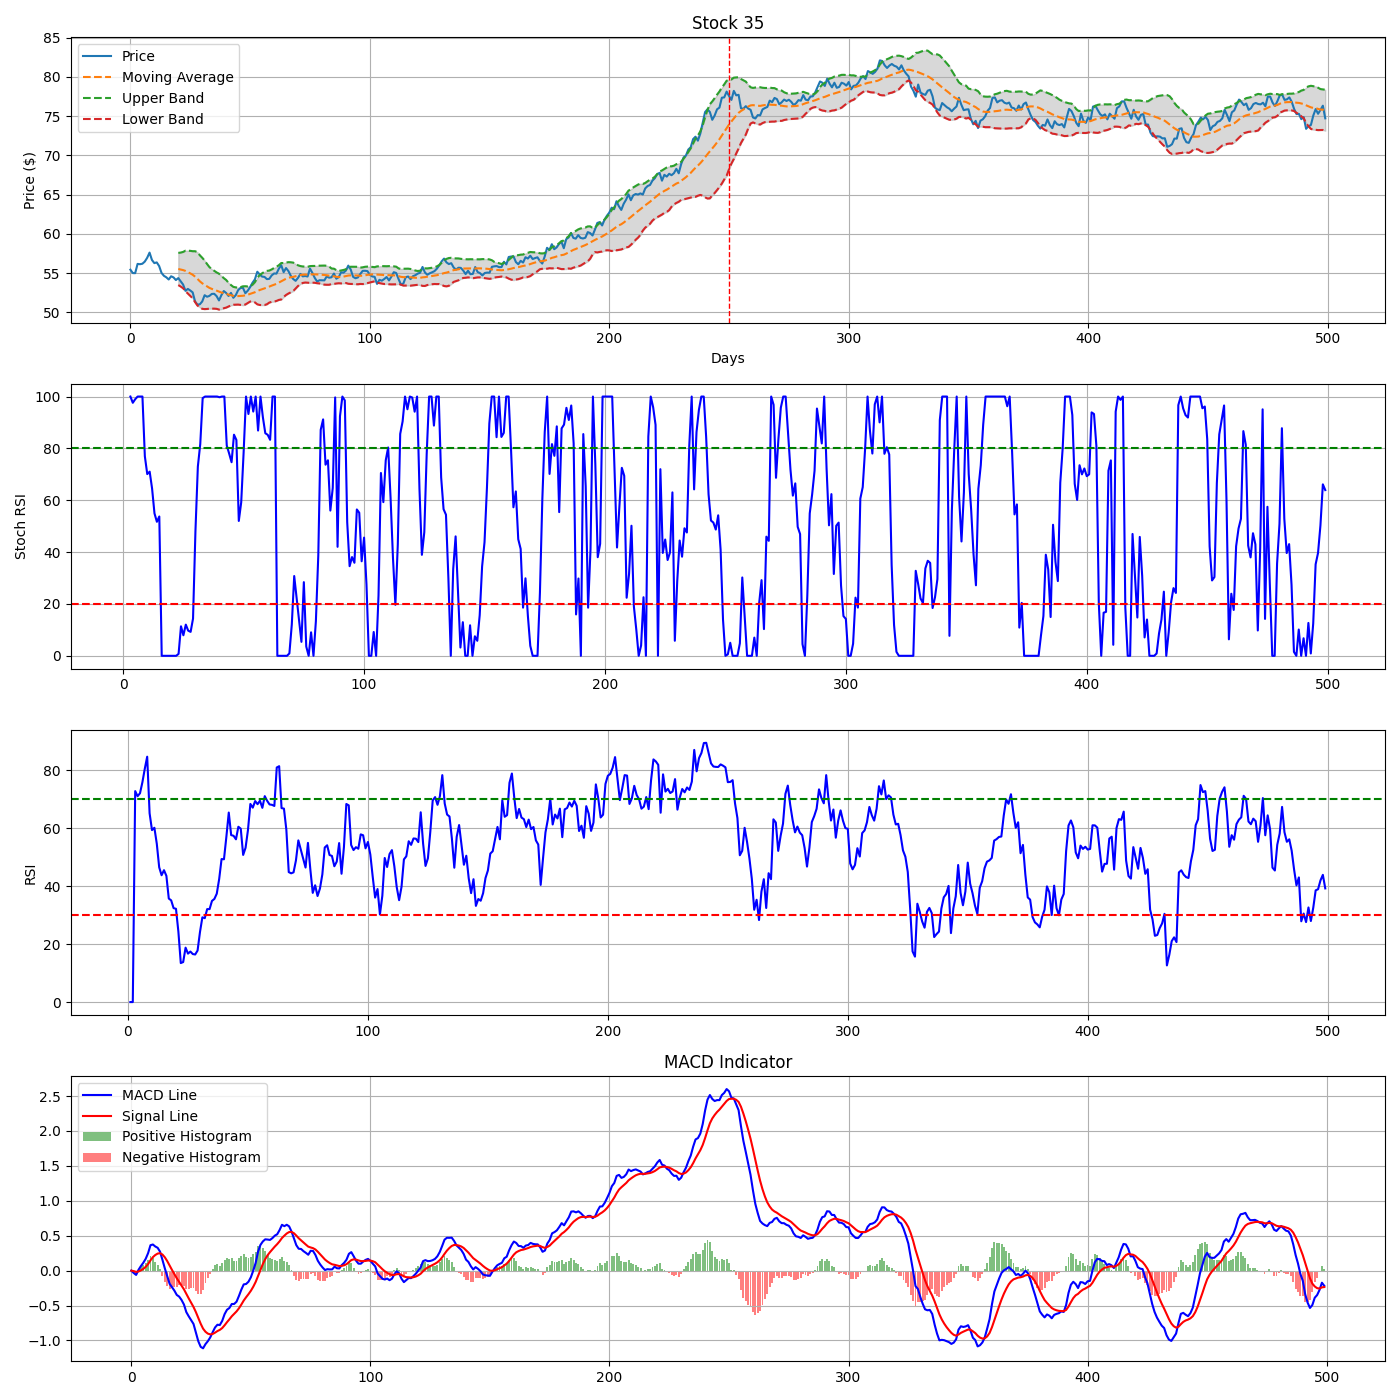 Stock 35
85
80
75
70
65
60
55
50
Price ($)
Price
Moving Average
Upper Band
Lower Band
0 100 200 300 400 500
Days
100
80
60
40
20
0
Stoch RSI
0 100 200 300 400 500
80
60
40
20
0
RSI
0 100 200 300 400 500
MACD Indicator
2.5
2.0
1.5
1.0
0.5
0.0
−0.5
−1.0
MACD Line
Signal Line
Positive Histogram
Negative Histogram
0 100 200 300 400 500